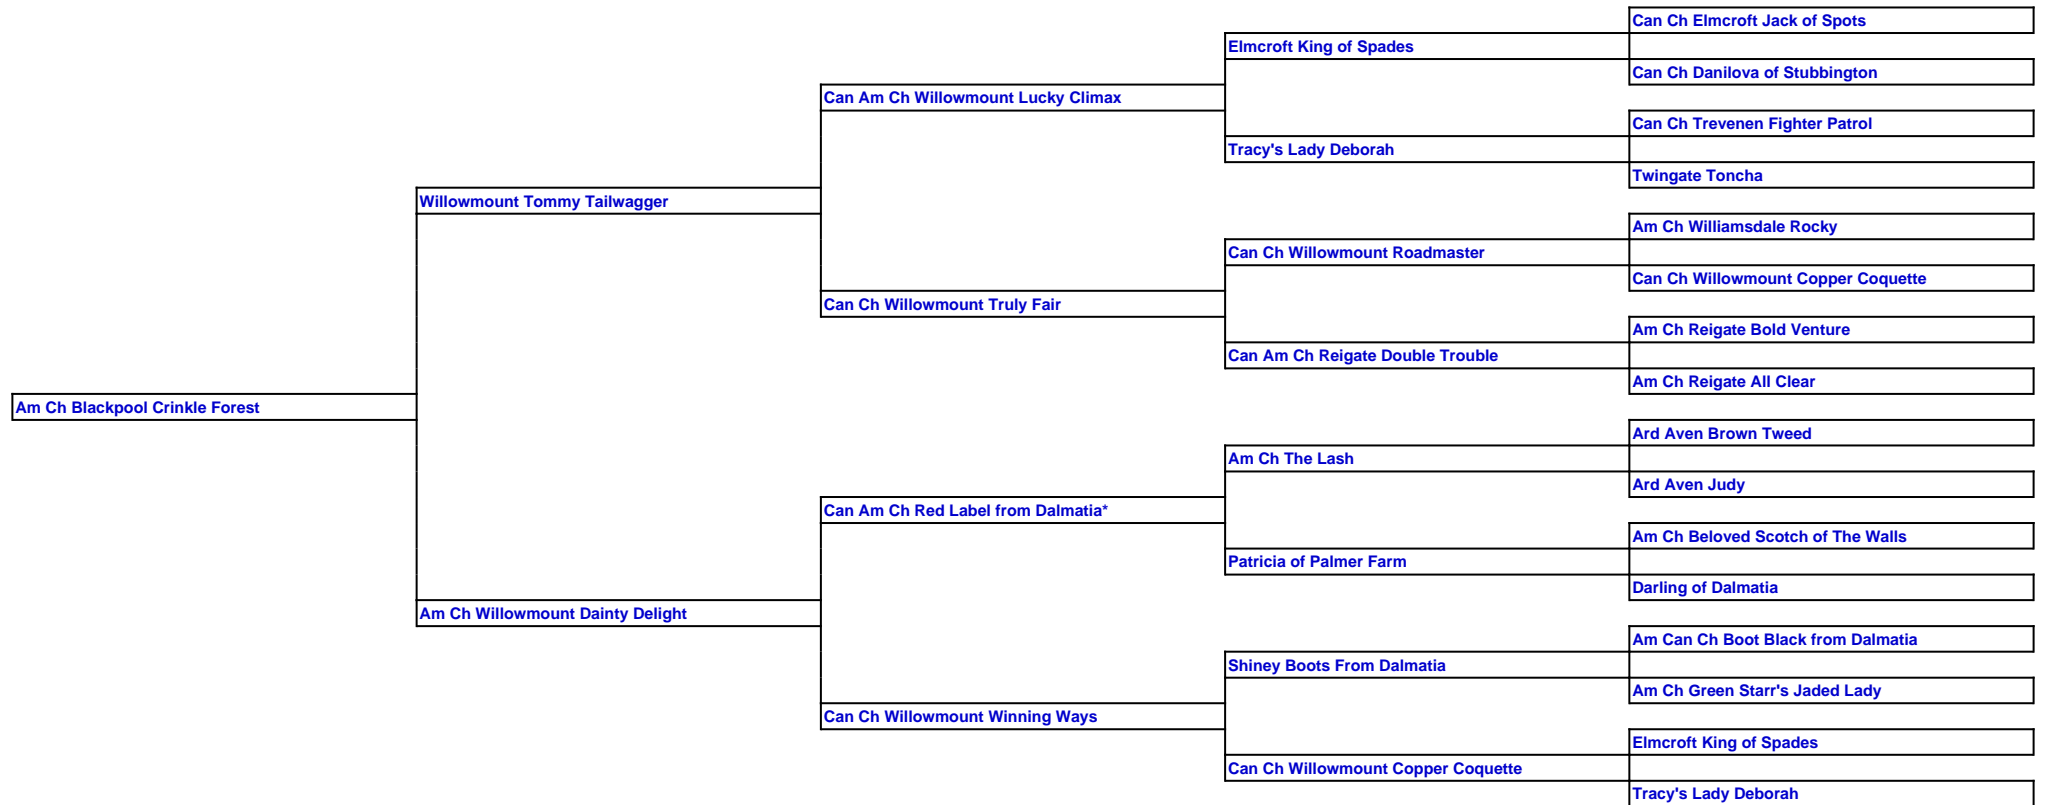 Can Ch Elmcroft Jack of Spots
Elmcroft King of Spades
Can Ch Danilova of Stubbington
Can Am Ch Willowmount Lucky Climax
Can Ch Trevenen Fighter Patrol
Tracy's Lady Deborah
Twingate Toncha
Willowmount Tommy Tailwagger
Am Ch Williamsdale Rocky
Can Ch Willowmount Roadmaster
Can Ch Willowmount Copper Coquette
Can Ch Willowmount Truly Fair
Am Ch Reigate Bold Venture
Can Am Ch Reigate Double Trouble
Am Ch Reigate All Clear
Am Ch Blackpool Crinkle Forest
Ard Aven Brown Tweed
Am Ch The Lash
Ard Aven Judy
Can Am Ch Red Label from Dalmatia*
Am Ch Beloved Scotch of The Walls
Patricia of Palmer Farm
Darling of Dalmatia
Am Ch Willowmount Dainty Delight
Am Can Ch Boot Black from Dalmatia
Shiney Boots From Dalmatia
Am Ch Green Starr's Jaded Lady
Can Ch Willowmount Winning Ways
Elmcroft King of Spades
Can Ch Willowmount Copper Coquette
Tracy's Lady Deborah